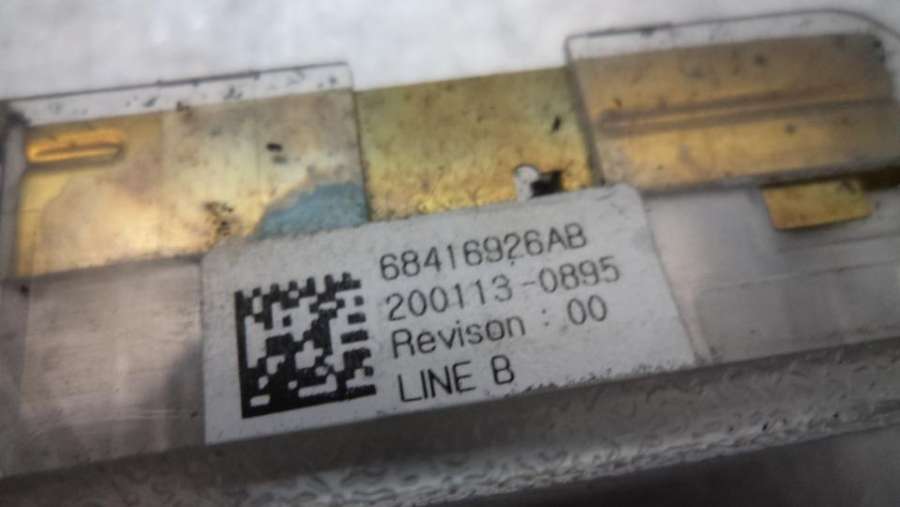 68416926AB
200113-0895
Revison : 00
LINE B